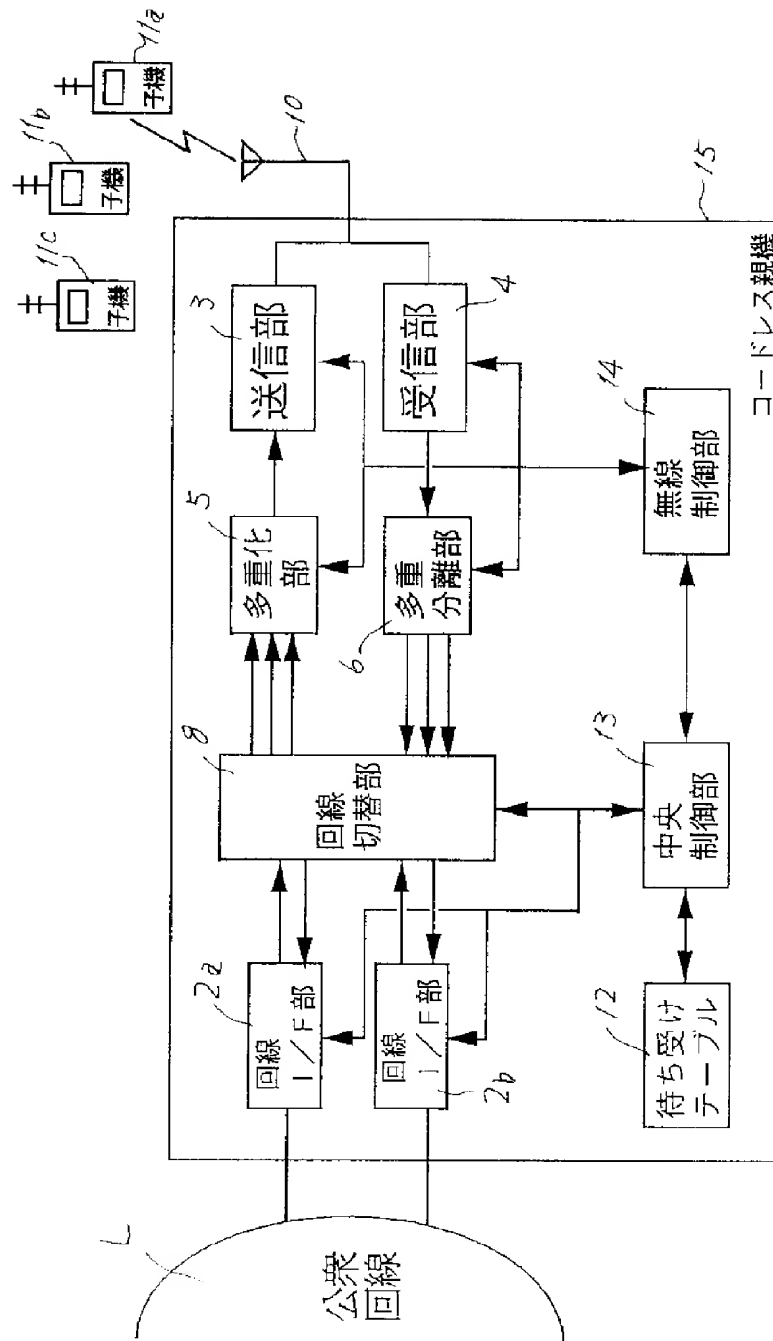 11a
子機
11b
子機
11c
子機
10
15
コードレス親機
3
送信部
4
受信部
5
多重化
部
6
多重
分離部
14
無線
制御部
8
回線
切替部
13
中央
制御部
2a
回線
I/F部
回線
I/F部
2b
12
待ち受け
テーブル
L
公衆
回線